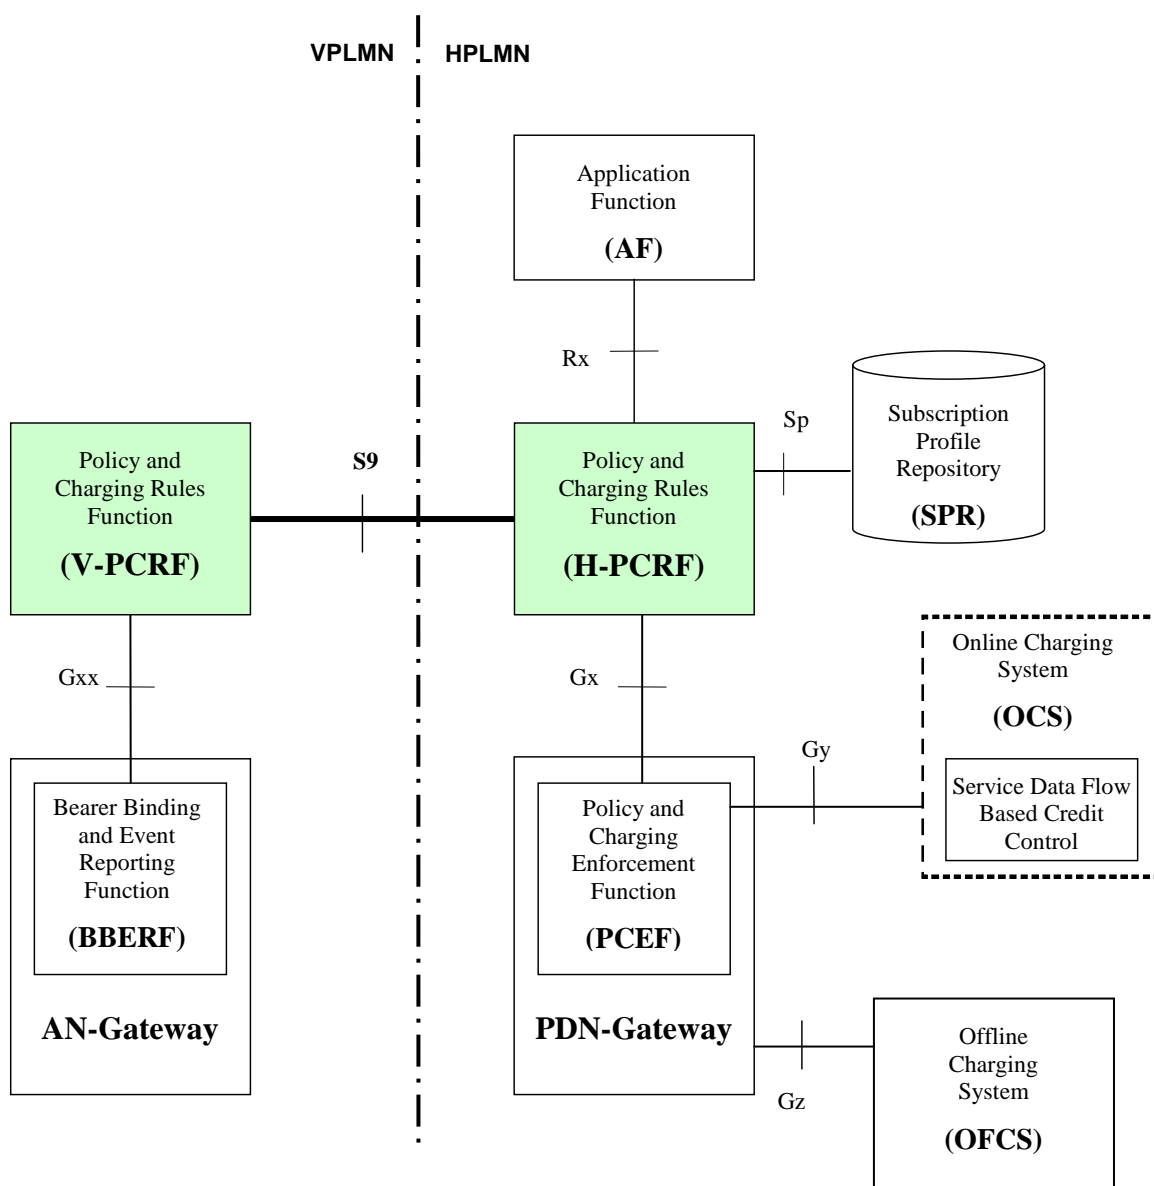 VPLMN
HPLMN
Application
Function
(AF)
Rx
Sp
Subscription
Profile
Repository
(SPR)
Policy and
Charging Rules
Function
(V-PCRF)
S9
Policy and
Charging Rules
Function
(H-PCRF)
Gxx
Gx
Online Charging
System
(OCS)
Service Data Flow
Based Credit
Control
Gy
Bearer Binding
and Event
Reporting
Function
(BBERF)
AN-Gateway
Policy and
Charging
Enforcement
Function
(PCEF)
PDN-Gateway
Gz
Offline
Charging
System
(OFCS)